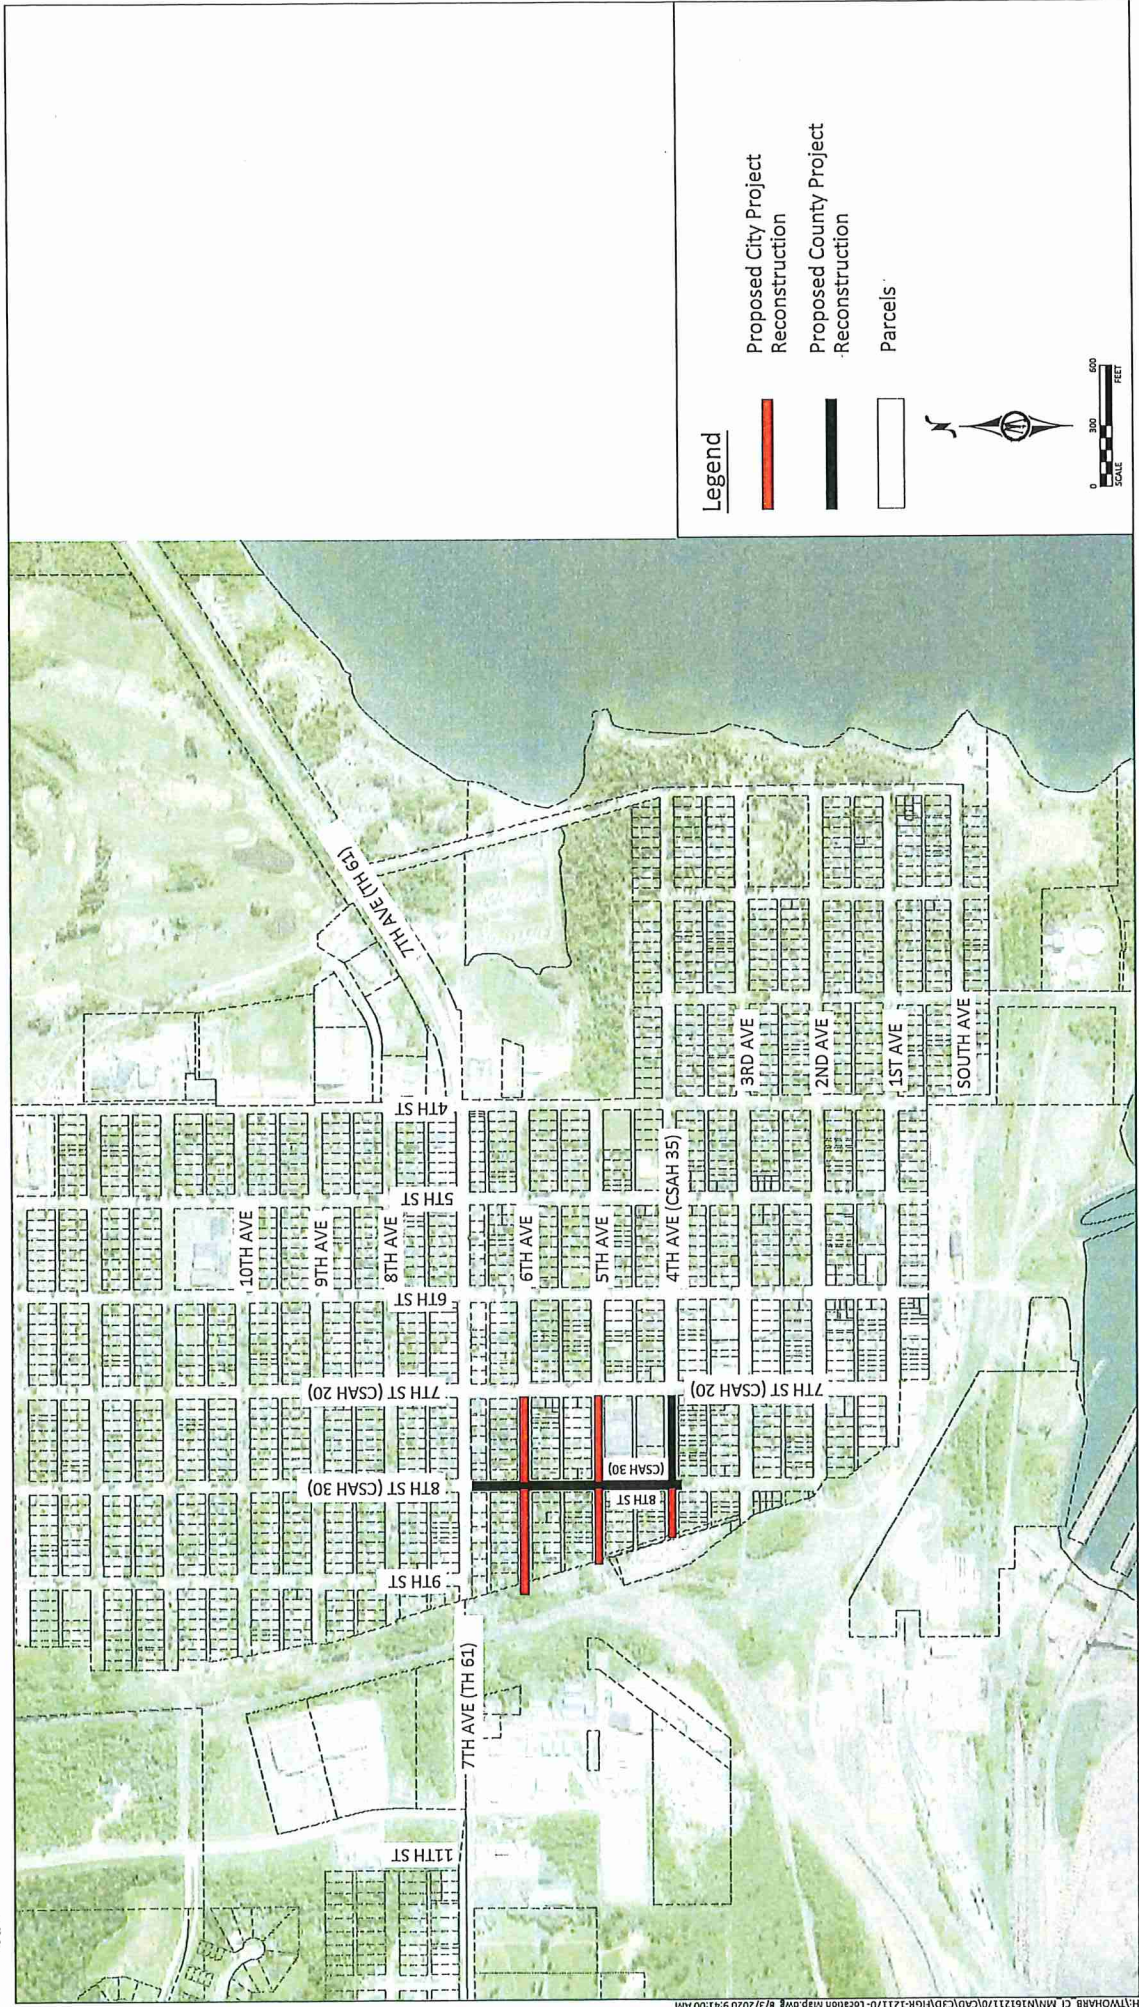 10TH AVE
9TH AVE
8TH AVE
4TH ST
5TH ST
6TH ST
7TH ST (CSAH 20)
8TH ST (CSAH 30)
9TH ST
11TH ST
7TH AVE (TH 61)
7TH AVE (TH 61)
6TH AVE
5TH AVE
4TH AVE (CSAH 35)
3RD AVE
2ND AVE
1ST AVE
SOUTH AVE
7TH ST (CSAH 20)
8TH ST
(CSAH 30)
Legend
Proposed City Project
Reconstruction
Proposed County Project
Reconstruction
Parcels
N
0 300 600
SCALE FEET